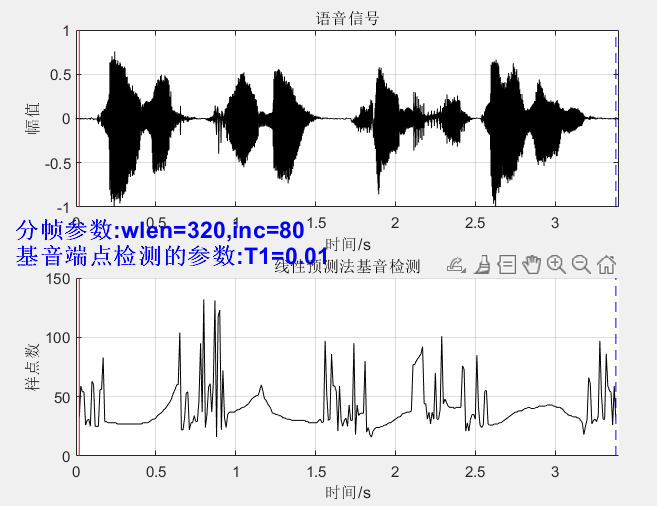 语音信号
1
0.5
0
-0.5
-1
幅值
0 0.5 1 1.5 2 2.5 3
时间/s
分帧参数:wlen=320,inc=80
基音端点检测的参数:T1=0.01
线性预测法基音检测
150
100
50
0
样点数
0 0.5 1 1.5 2 2.5 3
时间/s